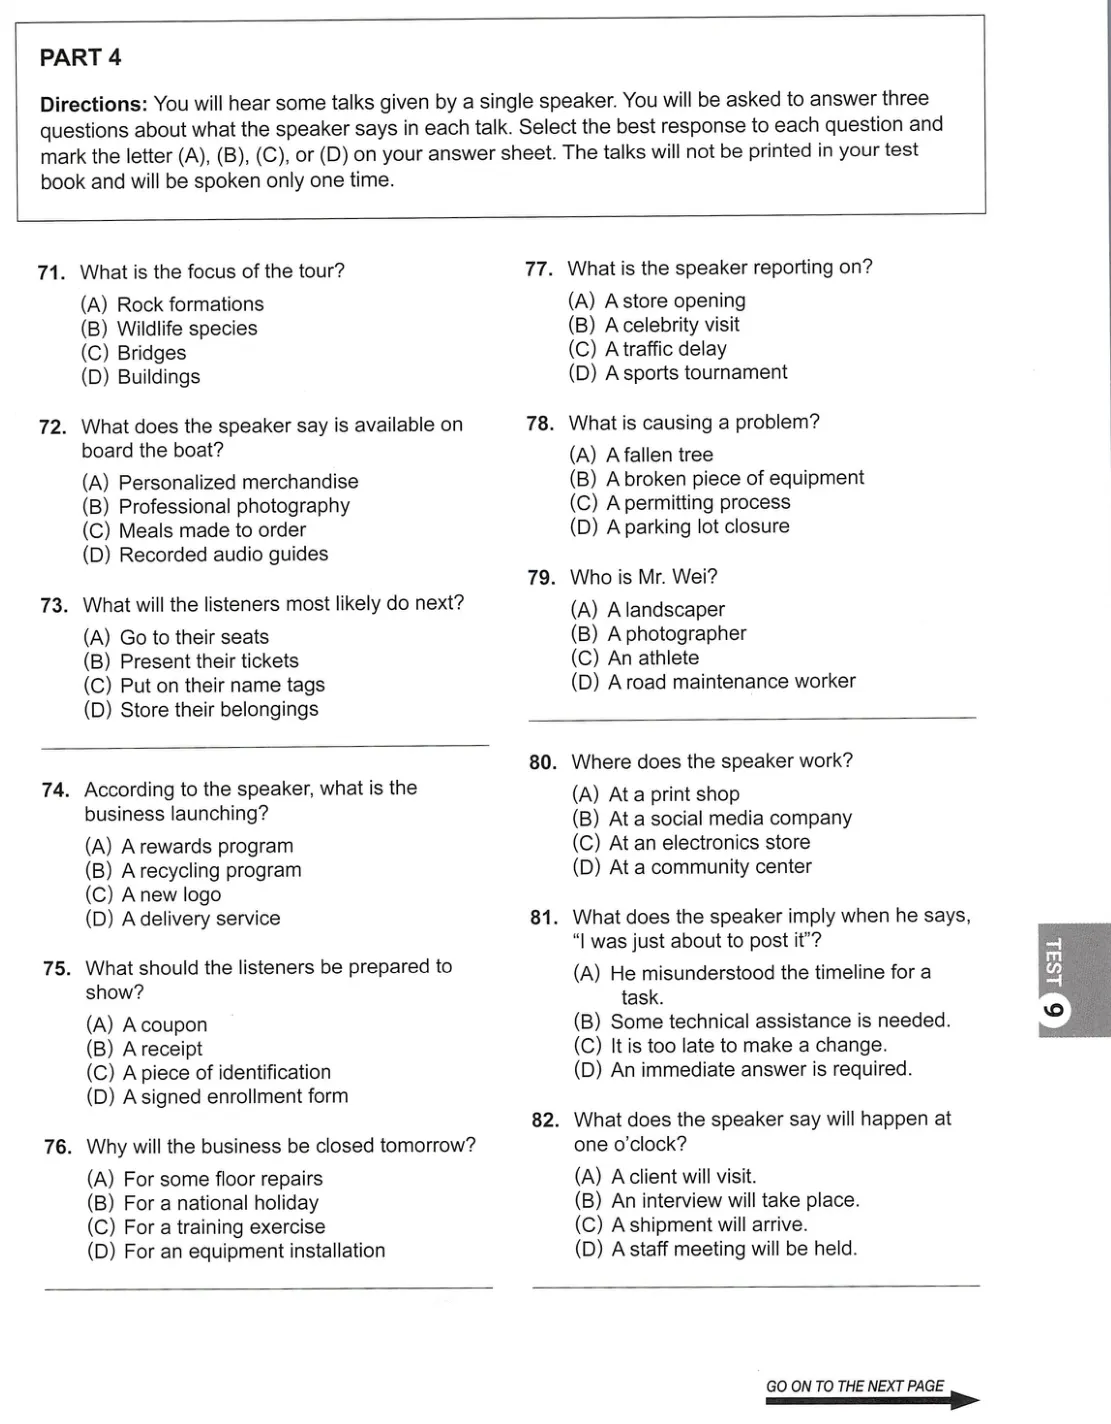 PART 4
Directions: You will hear some talks given by a single speaker. You will be asked to answer three
questions about what the speaker says in each talk. Select the best response to each question and
mark the letter (A), (B), (C), or (D) on your answer sheet. The talks will not be printed in your test
book and will be spoken only one time.
71. What is the focus of the tour?
(A) Rock formations
(B) Wildlife species
(C) Bridges
(D) Buildings
72. What does the speaker say is available on
board the boat?
(A) Personalized merchandise
(B) Professional photography
(C) Meals made to order
(D) Recorded audio guides
73. What will the listeners most likely do next?
(A) Go to their seats
(B) Present their tickets
(C) Put on their name tags
(D) Store their belongings
74. According to the speaker, what is the
business launching?
(A) A rewards program
(B) A recycling program
(C) A new logo
(D) A delivery service
75. What should the listeners be prepared to
show?
(A) A coupon
(B) A receipt
(C) A piece of identification
(D) A signed enrollment form
76. Why will the business be closed tomorrow?
(A) For some floor repairs
(B) For a national holiday
(C) For a training exercise
(D) For an equipment installation
77. What is the speaker reporting on?
(A) A store opening
(B) A celebrity visit
(C) A traffic delay
(D) A sports tournament
78. What is causing a problem?
(A) A fallen tree
(B) A broken piece of equipment
(C) A permitting process
(D) A parking lot closure
79. Who is Mr. Wei?
(A) A landscaper
(B) A photographer
(C) An athlete
(D) A road maintenance worker
80. Where does the speaker work?
(A) At a print shop
(B) At a social media company
(C) At an electronics store
(D) At a community center
81. What does the speaker imply when he says,
“I was just about to post it”?
(A) He misunderstood the timeline for a
task.
(B) Some technical assistance is needed.
(C) It is too late to make a change.
(D) An immediate answer is required.
82. What does the speaker say will happen at
one o’clock?
(A) A client will visit.
(B) An interview will take place.
(C) A shipment will arrive.
(D) A staff meeting will be held.
TEST 9
GO ON TO THE NEXT PAGE